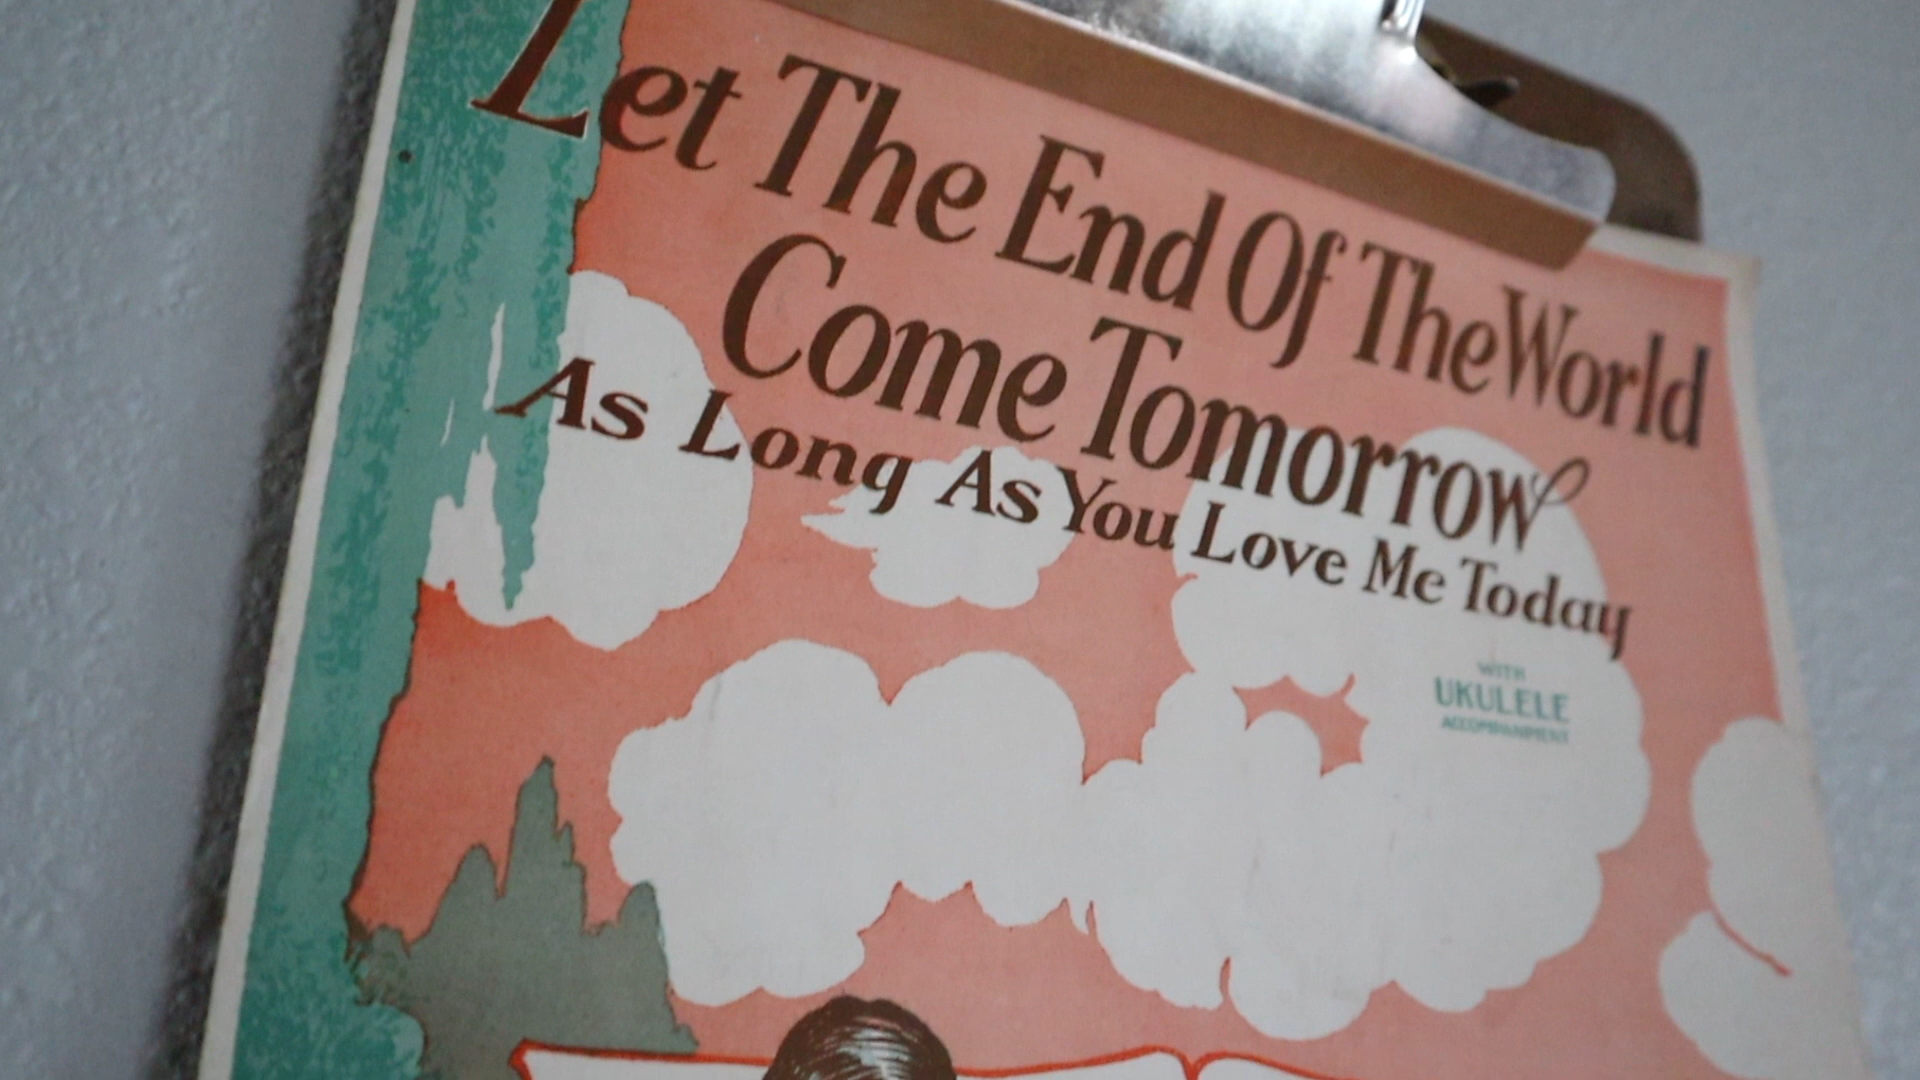 Let The End Of The World
Come Tomorrow
As Long As You Love Me Today
WITH
UKULELE
ACCOMPANIMENT